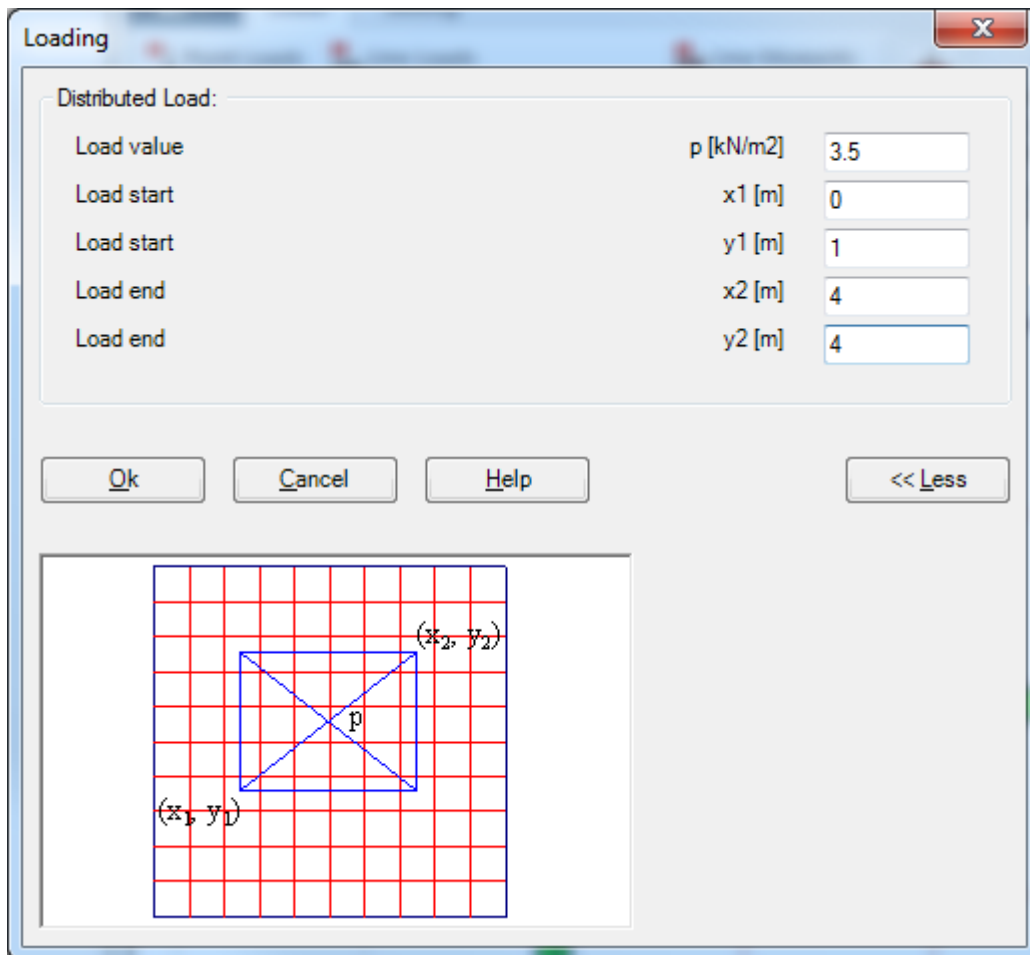 Loading
Distributed Load:
Load value p [kN/m2] 3.5
Load start x1 [m] 0
Load start y1 [m] 1
Load end x2 [m] 4
Load end y2 [m] 4
Ok Cancel Help << Less
(x₂, y₂)
p
(x₁, y₁)